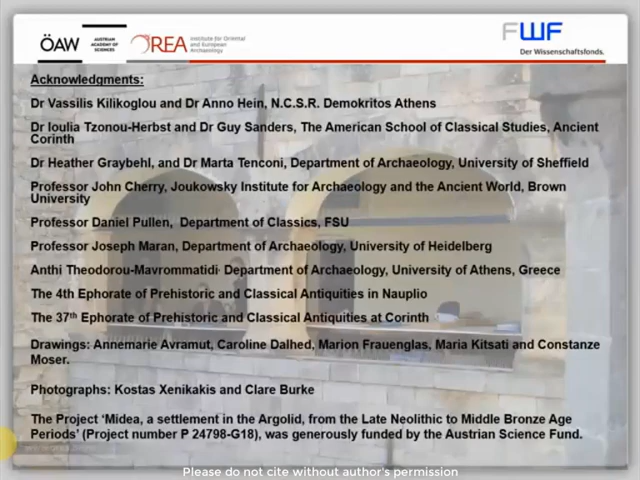 ÖAW
AUSTRIAN
ACADEMY OF
SCIENCES
OREA
Institute for Oriental
and European
Archaeology
FWF
Der Wissenschaftsfonds.
Acknowledgments:
Dr Vassilis Kilikoglou and Dr Anno Hein, N.C.S.R. Demokritos Athens
Dr Ioulia Tzonou-Herbst and Dr Guy Sanders, The American School of Classical Studies, Ancient
Corinth
Dr Heather Graybehl, and Dr Marta Tenconi, Department of Archaeology, University of Sheffield
Professor John Cherry, Joukowsky Institute for Archaeology and the Ancient World, Brown
University
Professor Daniel Pullen, Department of Classics, FSU
Professor Joseph Maran, Department of Archaeology, University of Heidelberg
Anthi Theodorou-Mavrommatidi, Department of Archaeology, University of Athens, Greece
The 4th Ephorate of Prehistoric and Classical Antiquities in Nauplio
The 37th Ephorate of Prehistoric and Classical Antiquities at Corinth
Drawings: Annemarie Avramut, Caroline Dalhed, Marion Frauenglas, Maria Kitsati and Constanze
Moser.
Photographs: Kostas Xenikakis and Clare Burke
The Project ‘Midea, a settlement in the Argolid, from the Late Neolithic to Middle Bronze Age
Periods’ (Project number P 24798-G18), was generously funded by the Austrian Science Fund.
Please do not cite without author's permission